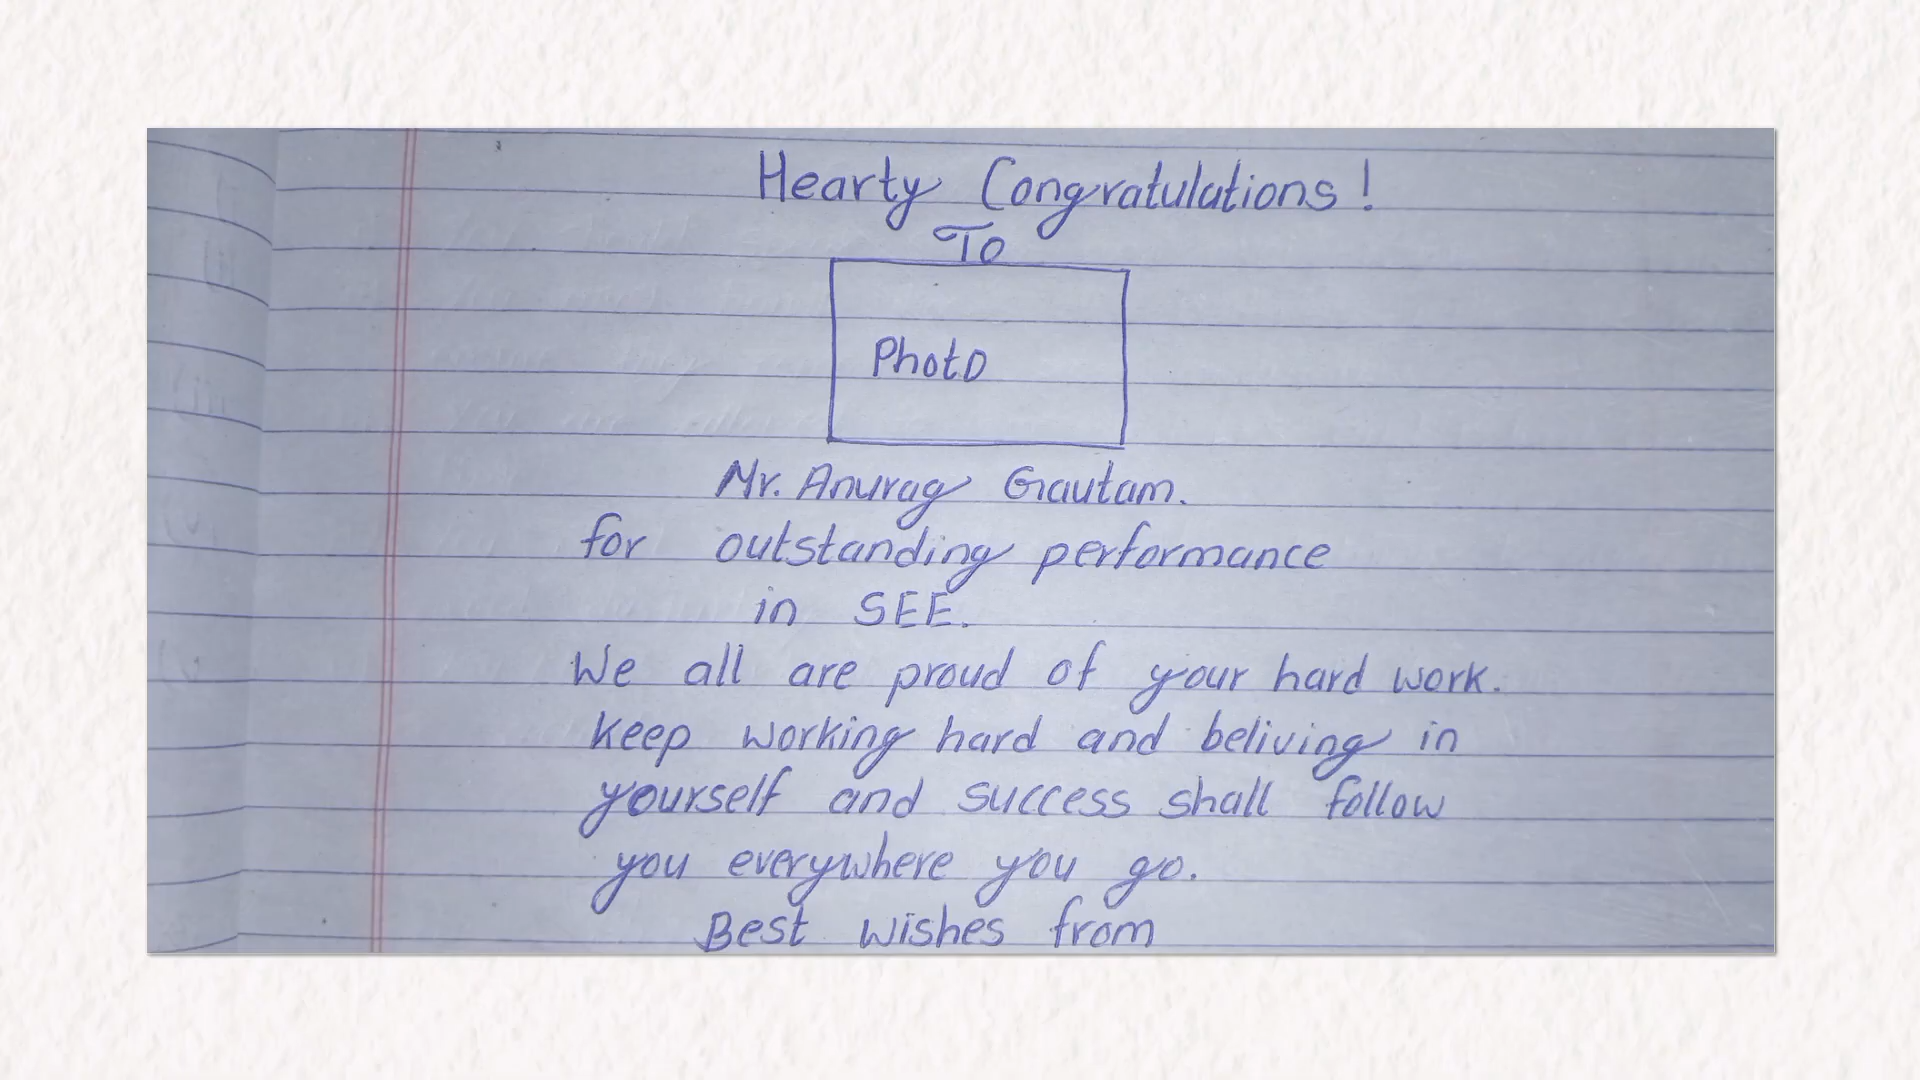 Hearty Congratulations!
To
Photo
Mr. Anurag Gautam.
for outstanding performance
in SEE.
We all are proud of your hard work.
keep working hard and beliving in
yourself and success shall follow
you everywhere you go.
Best wishes from